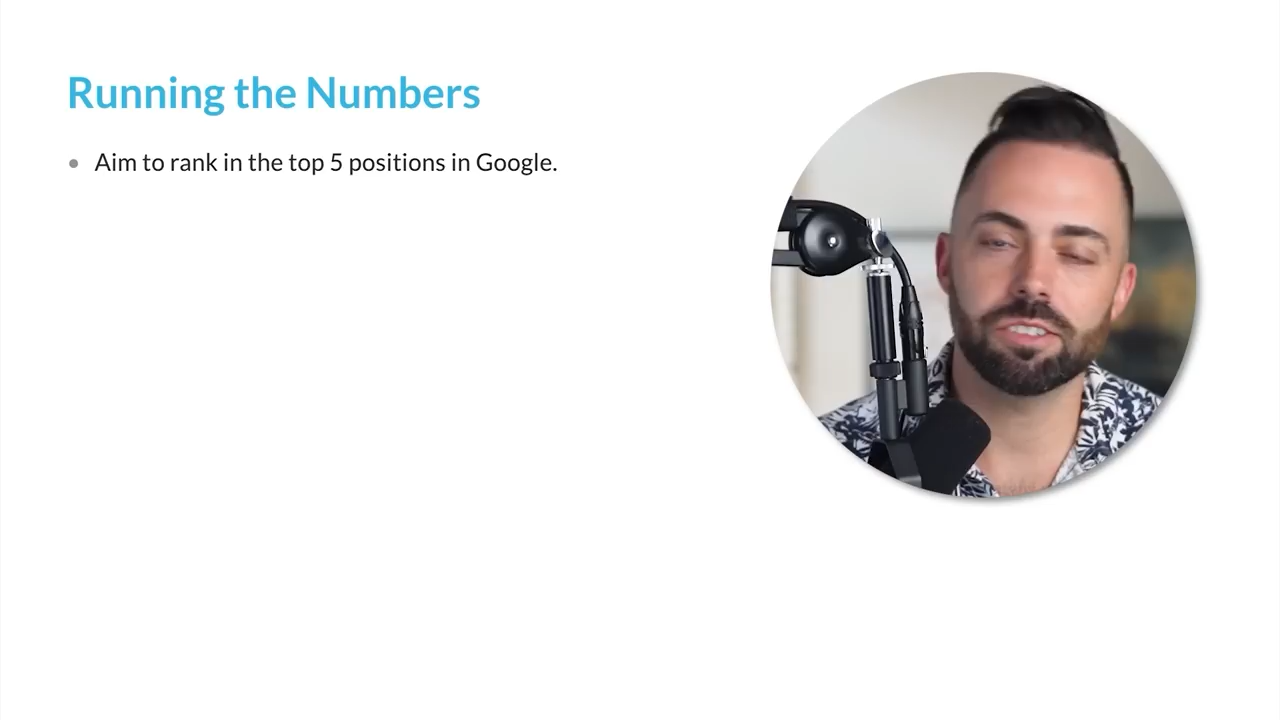 Running the Numbers
Aim to rank in the top 5 positions in Google.